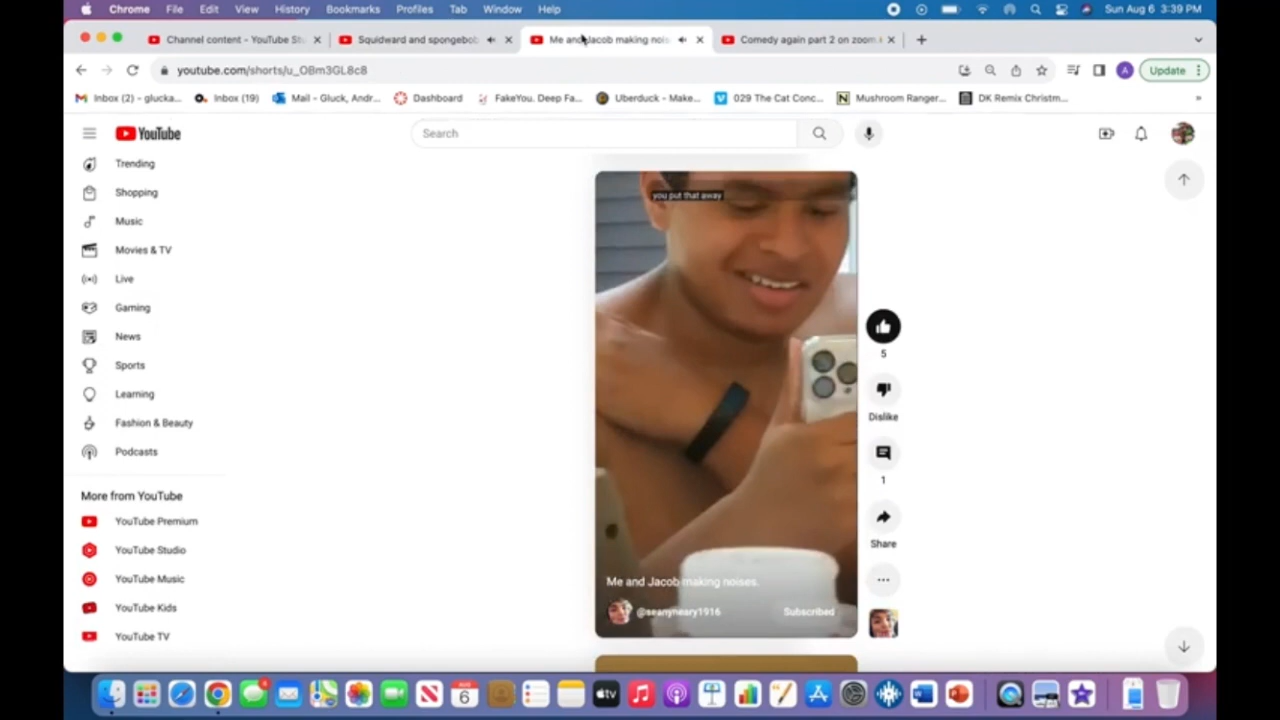 Chrome File Edit View History Bookmarks Profiles Tab Window Help Sun Aug 6 3:39 PM
Channel content - YouTube St Squidward and spongebob Me and Jacob making nois Comedy again part 2 on zoom
youtube.com/shorts/u_OBm3GL8c8 A Update
Inbox (2) - glucka... Inbox (19) Mail - Gluck, Andr... Dashboard FakeYou. Deep Fa... Uberduck - Make... 029 The Cat Conc... Mushroom Ranger... DK Remix Christm... »
YouTube Search
Trending
Shopping
Music
Movies & TV
Live
Gaming
News
Sports
Learning
Fashion & Beauty
Podcasts
More from YouTube
YouTube Premium
YouTube Studio
YouTube Music
YouTube Kids
YouTube TV
you put that away
5
Dislike
1
Share
Me and Jacob making noises.
@seanynesry1916 Subscribed
AUG
6
4
tv